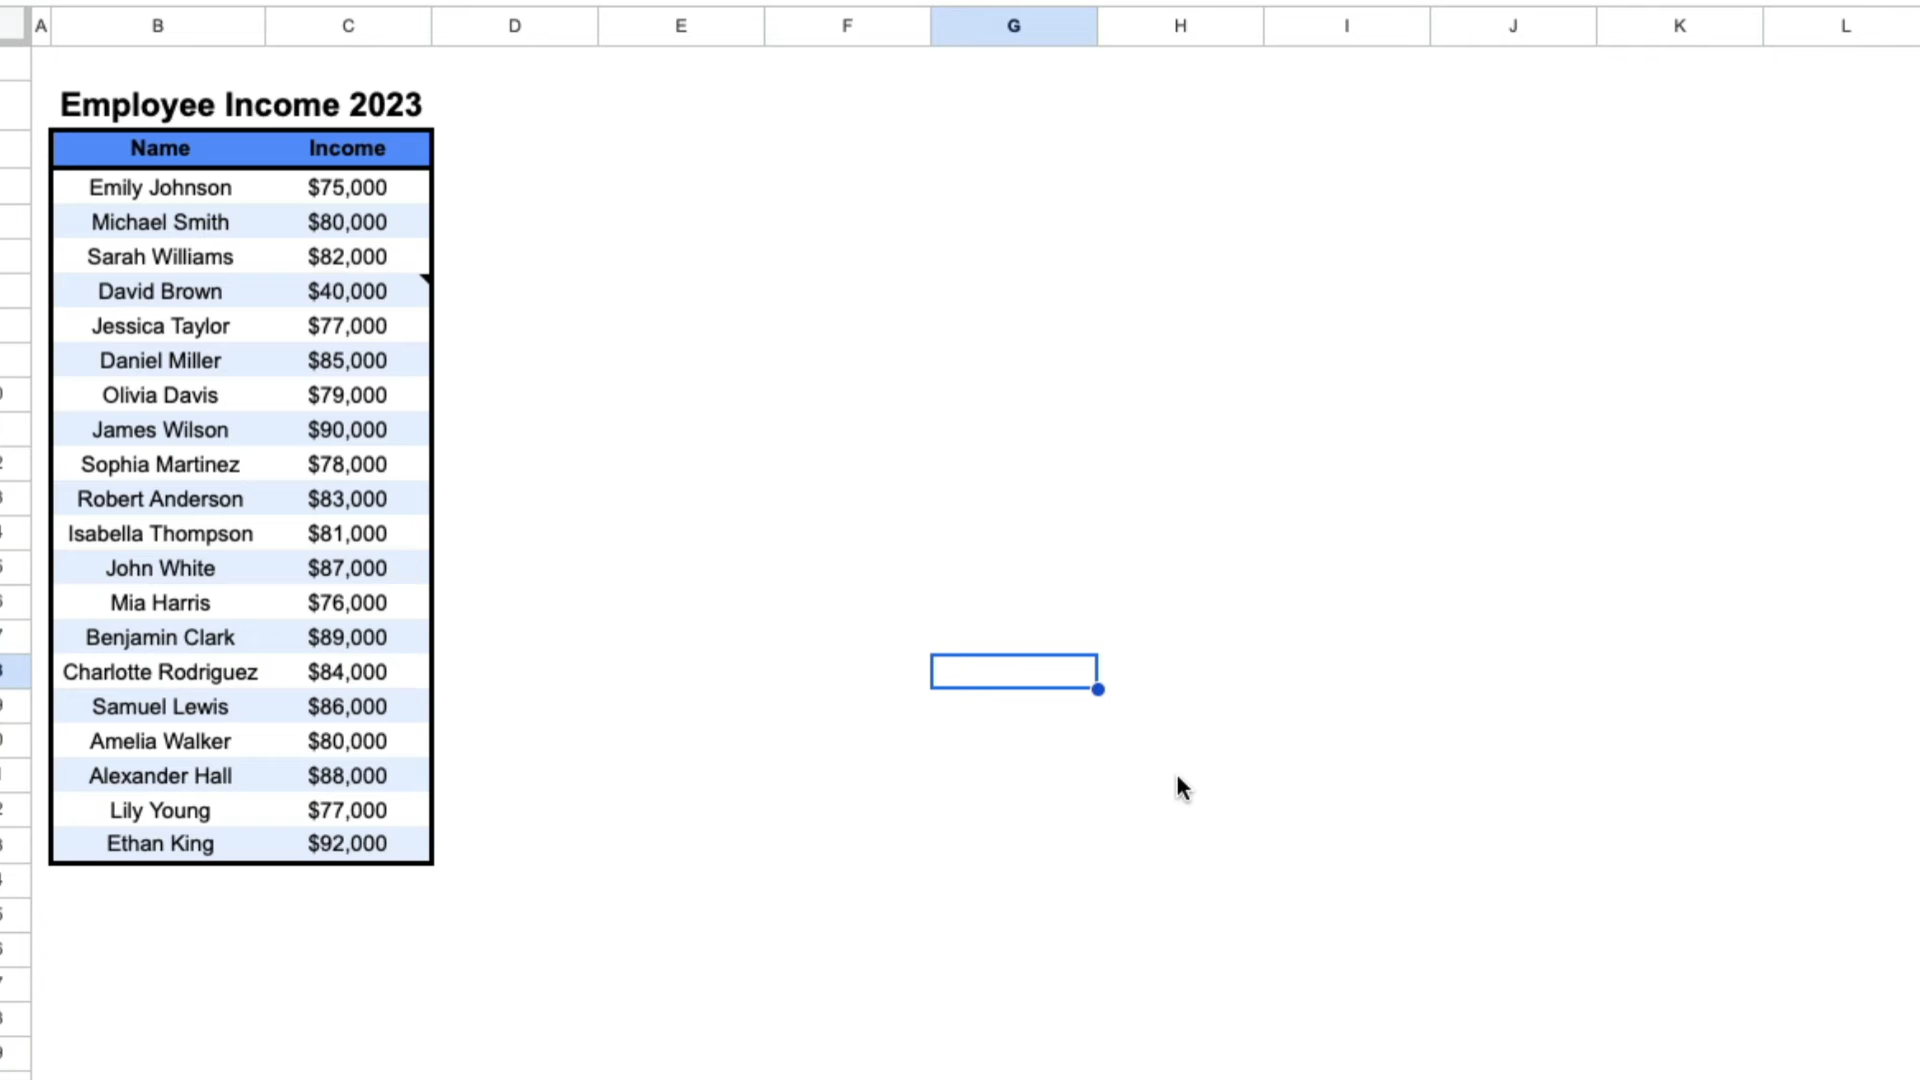 A B C D E F G H I J K L
Employee Income 2023
Name Income
Emily Johnson $75,000
Michael Smith $80,000
Sarah Williams $82,000
David Brown $40,000
Jessica Taylor $77,000
Daniel Miller $85,000
Olivia Davis $79,000
James Wilson $90,000
Sophia Martinez $78,000
Robert Anderson $83,000
Isabella Thompson $81,000
John White $87,000
Mia Harris $76,000
Benjamin Clark $89,000
Charlotte Rodriguez $84,000
Samuel Lewis $86,000
Amelia Walker $80,000
Alexander Hall $88,000
Lily Young $77,000
Ethan King $92,000